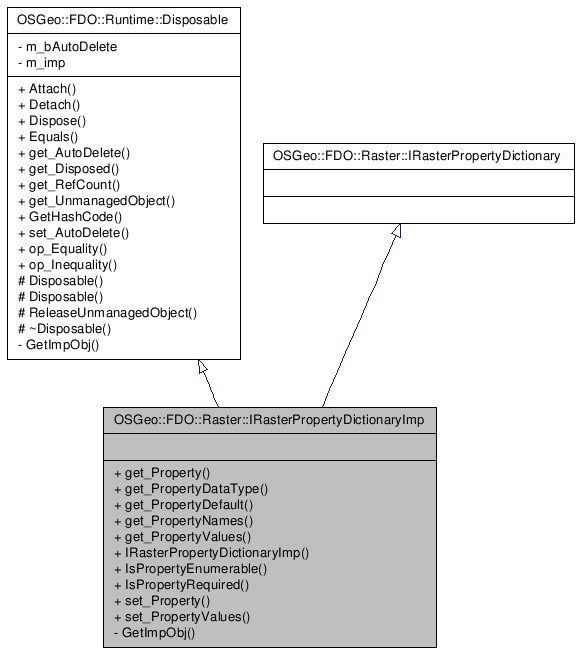 OSGeo::FDO::Runtime::Disposable
- m_bAutoDelete
- m_imp
+ Attach()
+ Detach()
+ Dispose()
+ Equals()
+ get_AutoDelete()
+ get_Disposed()
+ get_RefCount()
+ get_UnmanagedObject()
+ GetHashCode()
+ set_AutoDelete()
+ op_Equality()
+ op_Inequality()
# Disposable()
# Disposable()
# ReleaseUnmanagedObject()
# ~Disposable()
- GetImpObj()
OSGeo::FDO::Raster::IRasterPropertyDictionary
OSGeo::FDO::Raster::IRasterPropertyDictionaryImp
+ get_Property()
+ get_PropertyDataType()
+ get_PropertyDefault()
+ get_PropertyNames()
+ get_PropertyValues()
+ IRasterPropertyDictionaryImp()
+ IsPropertyEnumerable()
+ IsPropertyRequired()
+ set_Property()
+ set_PropertyValues()
- GetImpObj()